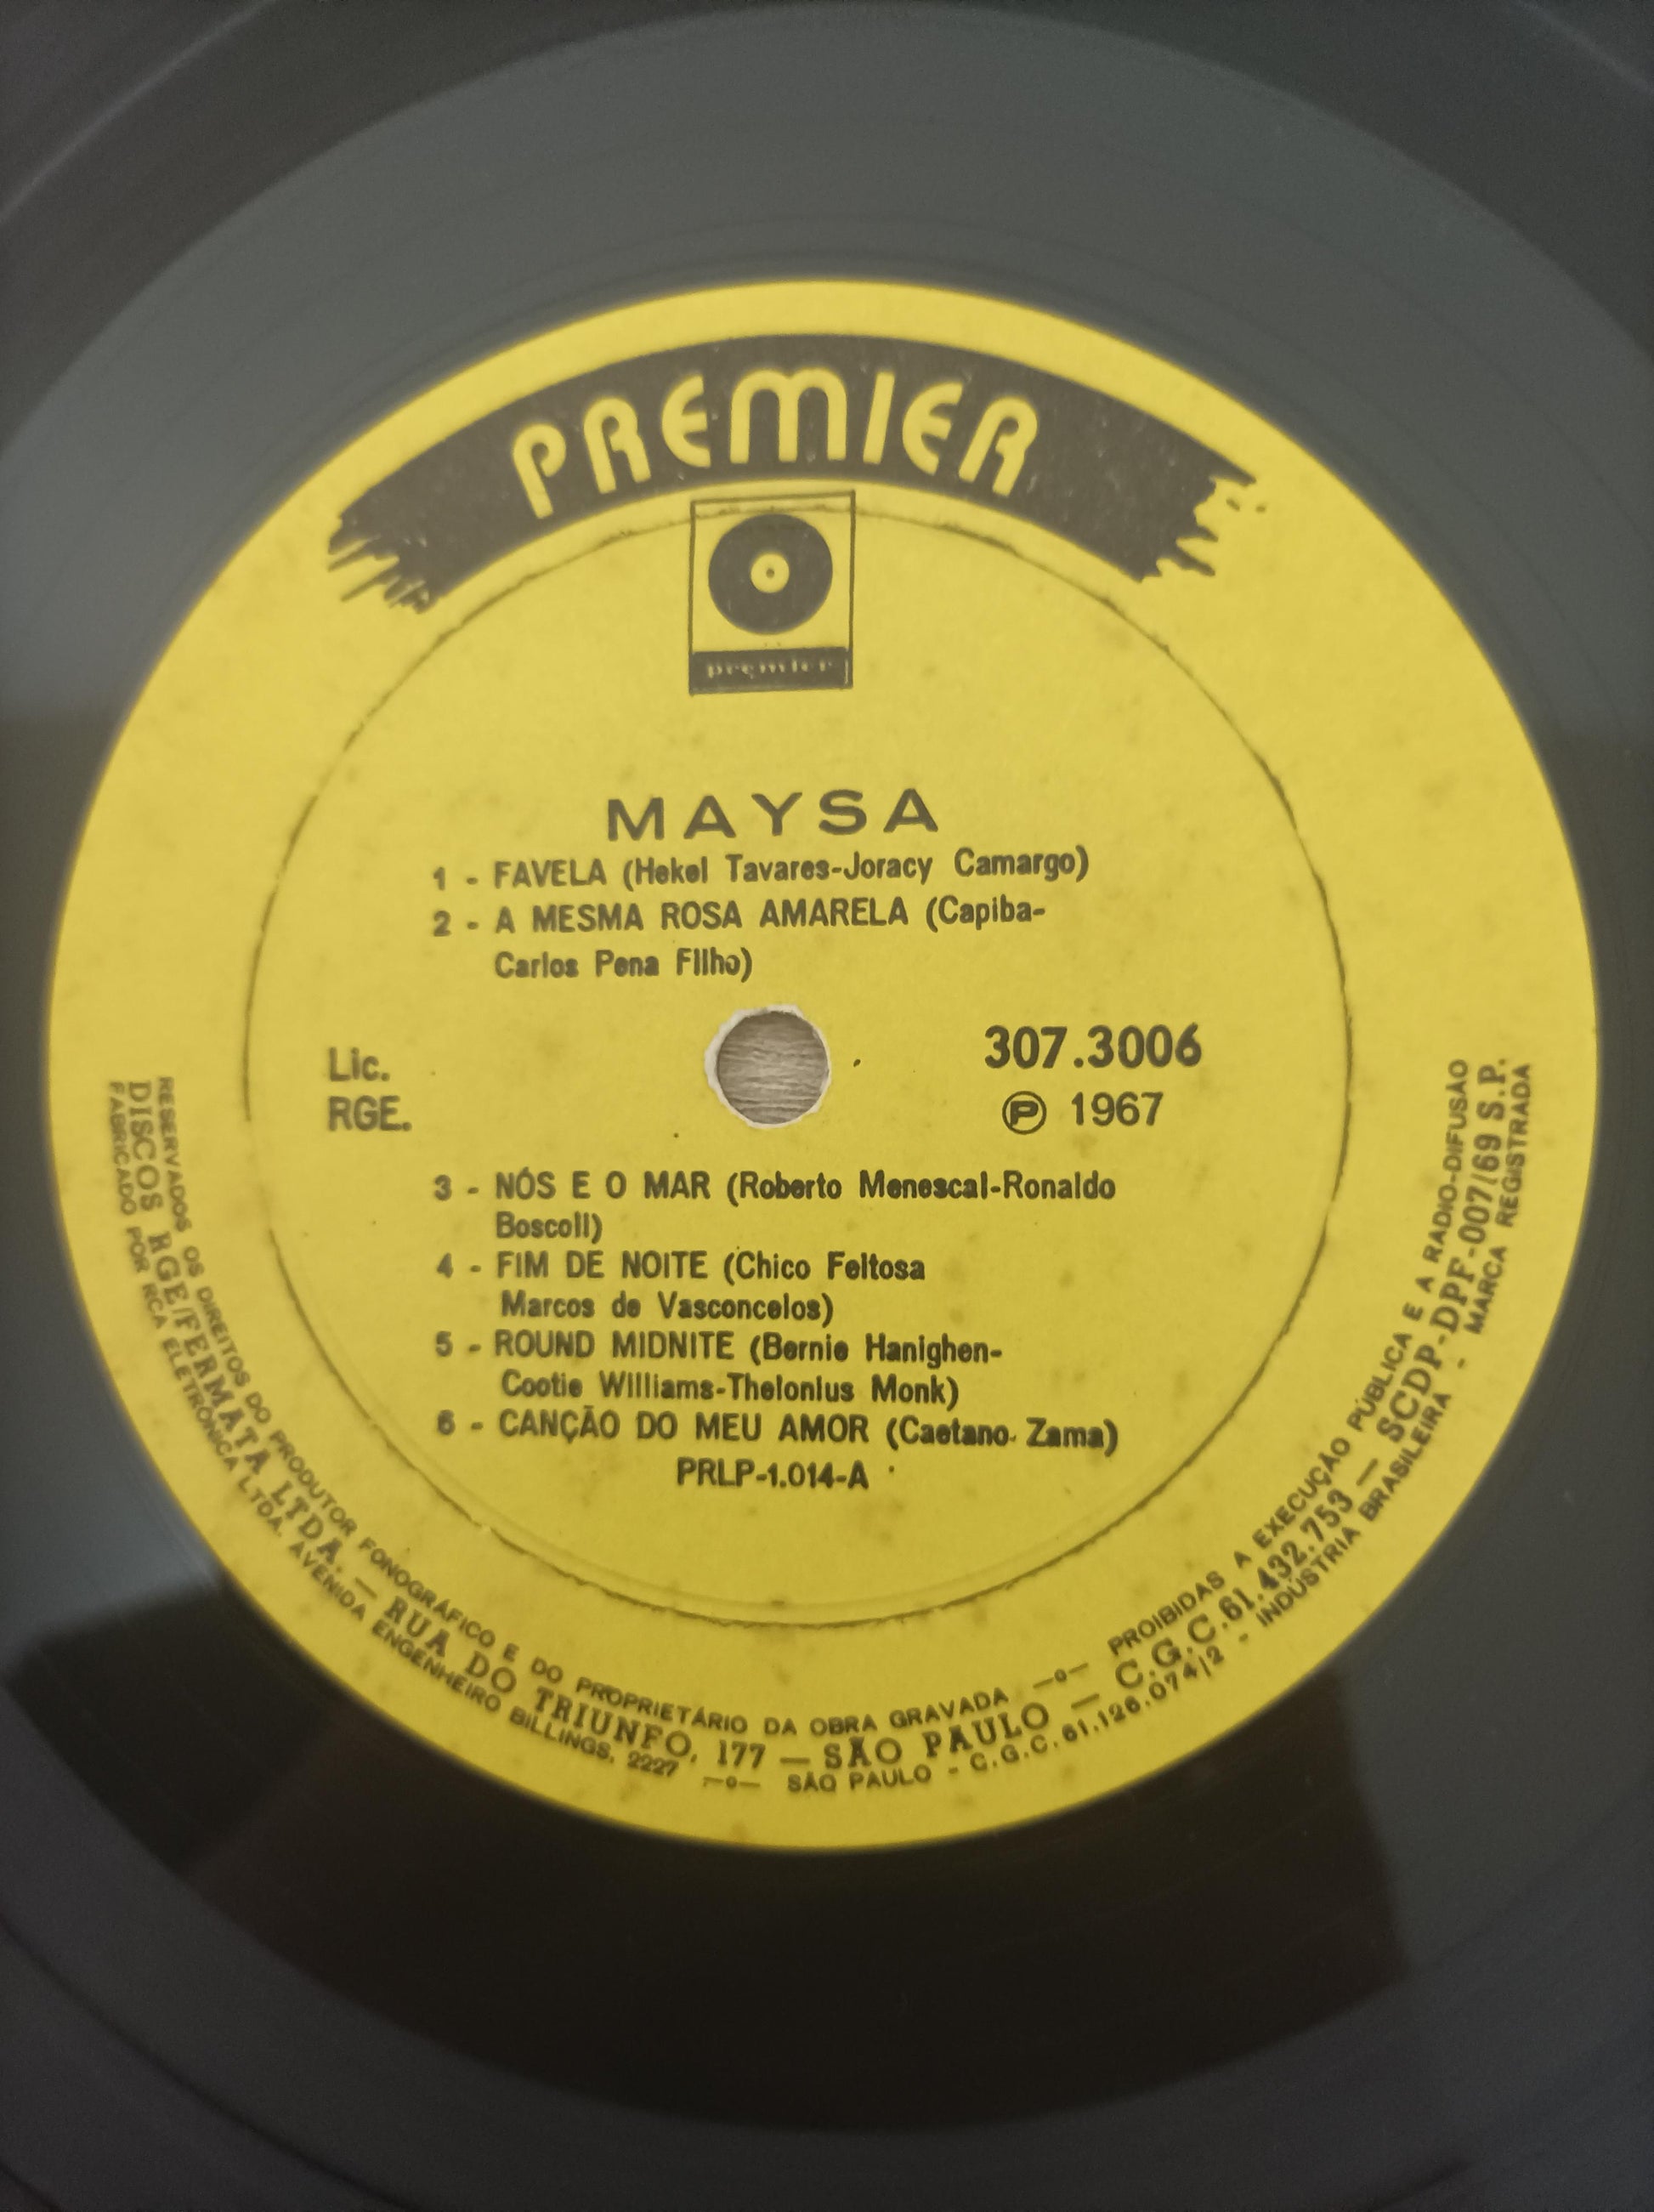 PREMIER
premier
MAYSA
1 - FAVELA (Hekel Tavares-Joracy Camargo)
2 - A MESMA ROSA AMARELA (Capiba-
Carlos Pena Filho)
Lic.
RGE.
307.3006
Ⓟ 1967
3 - NÓS E O MAR (Roberto Menescal-Ronaldo
Boscoli)
4 - FIM DE NOITE (Chico Feitosa
Marcos de Vasconcelos)
5 - ROUND MIDNITE (Bernie Hanighen-
Cootie Williams-Thelonius Monk)
6 - CANÇÃO DO MEU AMOR (Caetano Zama)
PRLP-1.014-A
RESERVADOS OS DIREITOS DO PRODUTOR FONOGRÁFICO E DO PROPRIETÁRIO DA OBRA GRAVADA —o— PROIBIDAS A EXECUÇÃO PÚBLICA E A RADIO-DIFUSÃO
DISCOS RGE/FERMATA LTDA. — RUA DO TRIUNFO, 177 — SÃO PAULO — C.G.C.61.432.753 — SCDP-DPF-007/69 S.P.
FABRICADO POR RCA ELETRÔNICA LTDA. AVENIDA ENGENHEIRO BILLINGS, 2227 —o— SÃO PAULO - C.G.C.61.126.074/2 - INDÚSTRIA BRASILEIRA - MARCA REGISTRADA